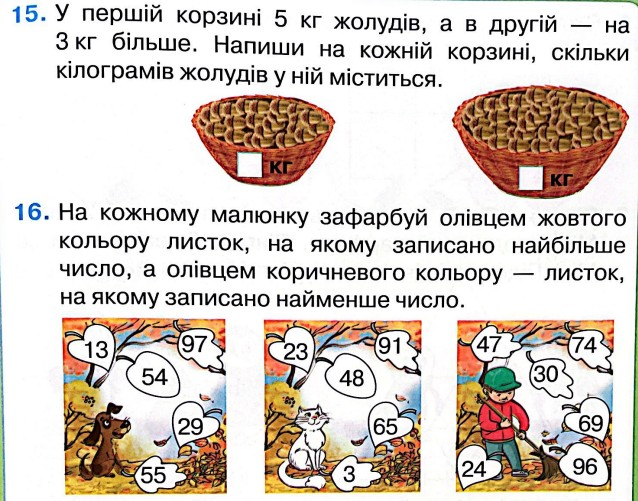 15. У першій корзині 5 кг жолудів, а в другій — на
3 кг більше. Напиши на кожній корзині, скільки
кілограмів жолудів у ній міститься.
кг
кг
16. На кожному малюнку зафарбуй олівцем жовтого
кольору листок, на якому записано найбільше
число, а олівцем коричневого кольору — листок,
на якому записано найменше число.
13
97
54
29
55
23
91
48
65
3
47
74
30
69
24
96